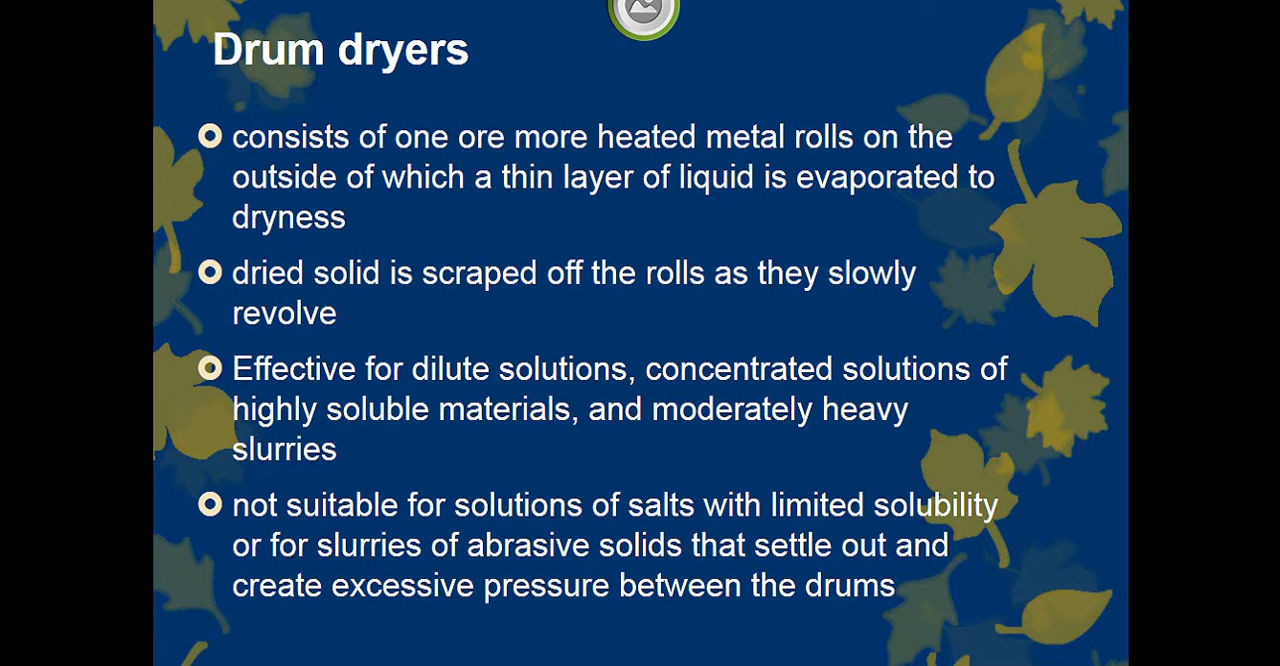 Drum dryers
consists of one ore more heated metal rolls on the
outside of which a thin layer of liquid is evaporated to
dryness
dried solid is scraped off the rolls as they slowly
revolve
Effective for dilute solutions, concentrated solutions of
highly soluble materials, and moderately heavy
slurries
not suitable for solutions of salts with limited solubility
or for slurries of abrasive solids that settle out and
create excessive pressure between the drums